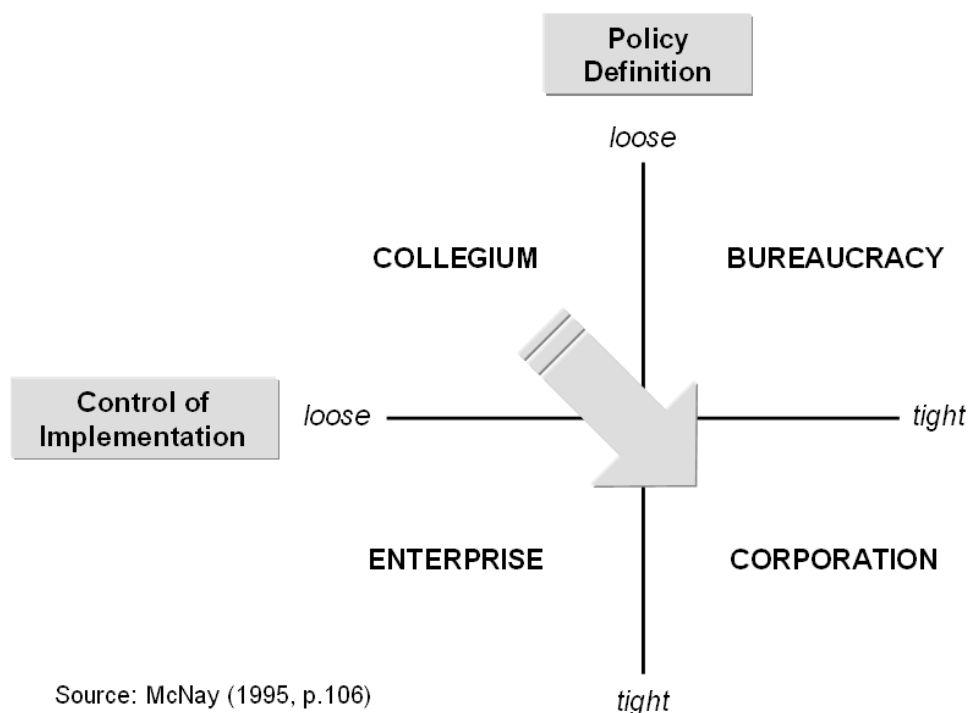 Policy
Definition
loose
COLLEGIUM
BUREAUCRACY
Control of
Implementation
loose
tight
ENTERPRISE
CORPORATION
Source: McNay (1995, p.106)
tight